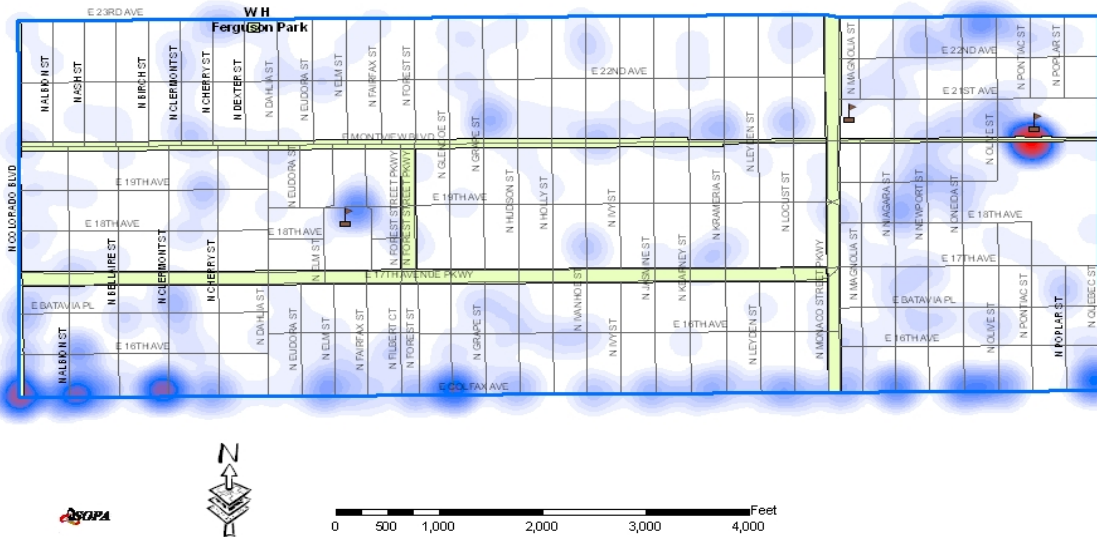 E 23RD AVE
W H
Ferguson Park
N ALBION ST
N ASH ST
N BIRCH ST
N CLERMONT ST
N CHERRY ST
N DEXTER ST
N DAHLIA ST
N EUDORA ST
N ELM ST
N FAIRFAX ST
N FOREST ST
E 22ND AVE
N MAGNOLIA ST
E 22ND AVE
N PONTIAC ST
N POPLAR ST
E 21ST AVE
E MONTVIEW BLVD
N GLENCOE ST
N GRAPE ST
N LEYDEN ST
N OLIVE ST
N COLORADO BLVD
E 19TH AVE
N EUDORA ST
N FOREST STREET PKWY
N FOREST STREET PKWY
E 19TH AVE
N HUDSON ST
N HOLLY ST
N IVY ST
N KRAMERIA ST
N LOCUST ST
N NIAGARA ST
N NEWPORT ST
N ONEIDA ST
E 18TH AVE
E 18TH AVE
E 18TH AVE
N BELLAIRE ST
N CLERMONT ST
N CHERRY ST
N ELM ST
N JASMINE ST
N KEARNEY ST
N MAGNOLIA ST
E 17TH AVE
E 17TH AVENUE PKWY
E BATAVIA PL
N DAHLIA ST
N EUDORA ST
N ELM ST
N FAIRFAX ST
N FILBERT CT
N FOREST ST
N GRAPE ST
N IVANHOE ST
N IVY ST
E 16TH AVE
N LEYDEN ST
N MONACO STREET PKWY
E BATAVIA PL
N OLIVE ST
N PONTIAC ST
N POPLAR ST
N QUEBEC ST
E 16TH AVE
N ALBION ST
E 16TH AVE
E COLFAX AVE
N
Feet
0 500 1,000 2,000 3,000 4,000